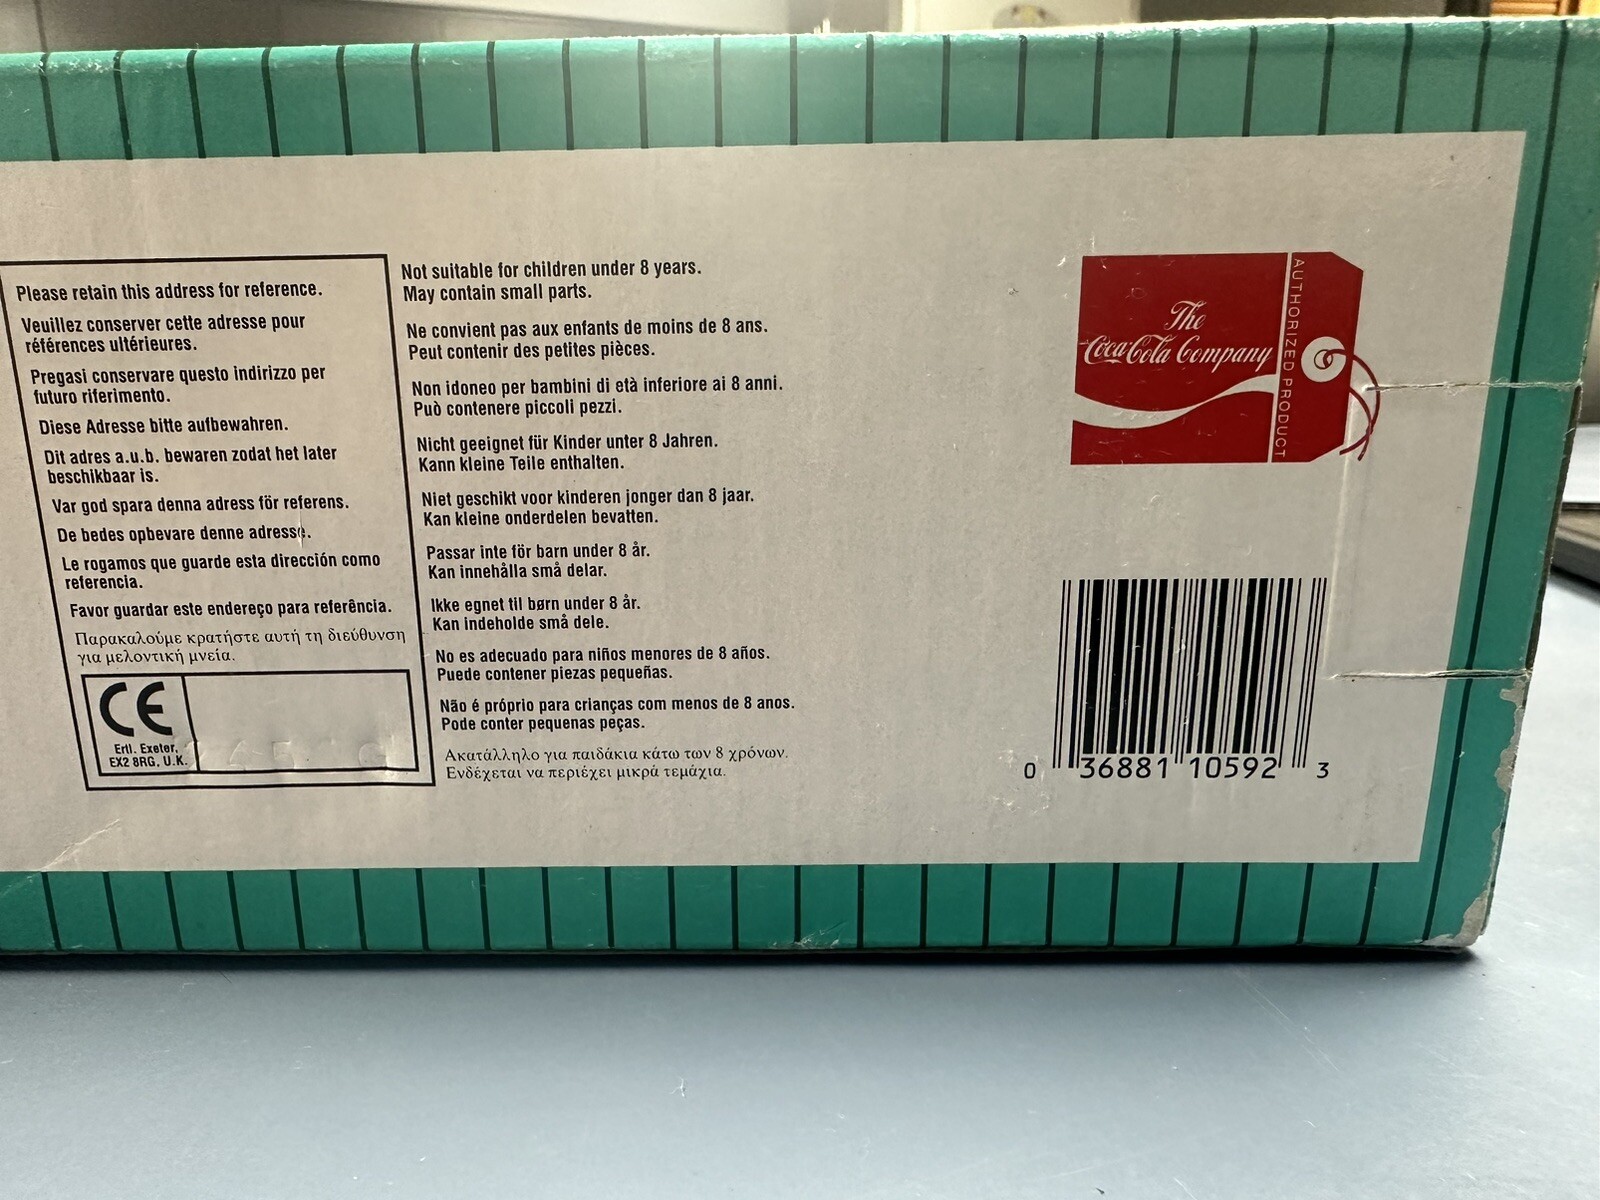 Please retain this address for reference.
Veuillez conserver cette adresse pour
références ultérieures.
Pregasi conservare questo indirizzo per
futuro riferimento.
Diese Adresse bitte aufbewahren.
Dit adres a.u.b. bewaren zodat het later
beschikbaar is.
Var god spara denna adress för referens.
De bedes opbevare denne adresse.
Le rogamos que guarde esta dirección como
referencia.
Favor guardar este endereço para referência.
Παρακαλούμε κρατήστε αυτή τη διεύθυνση
για μελοντική μνεία.
CE
Ertl. Exeter,
EX2 8RG, U.K.
Not suitable for children under 8 years.
May contain small parts.
Ne convient pas aux enfants de moins de 8 ans.
Peut contenir des petites pièces.
Non idoneo per bambini di età inferiore ai 8 anni.
Può contenere piccoli pezzi.
Nicht geeignet für Kinder unter 8 Jahren.
Kann kleine Teile enthalten.
Niet geschikt voor kinderen jonger dan 8 jaar.
Kan kleine onderdelen bevatten.
Passar inte för barn under 8 år.
Kan innehålla små delar.
Ikke egnet til børn under 8 år.
Kan indeholde små dele.
No es adecuado para niños menores de 8 años.
Puede contener piezas pequeñas.
Não é próprio para crianças com menos de 8 anos.
Pode conter pequenas peças.
Ακατάλληλο για παιδάκια κάτω των 8 χρόνων.
Ενδέχεται να περιέχει μικρά τεμάχια.
The
Coca-Cola Company
AUTHORIZED PRODUCT
0 36881 10592 3